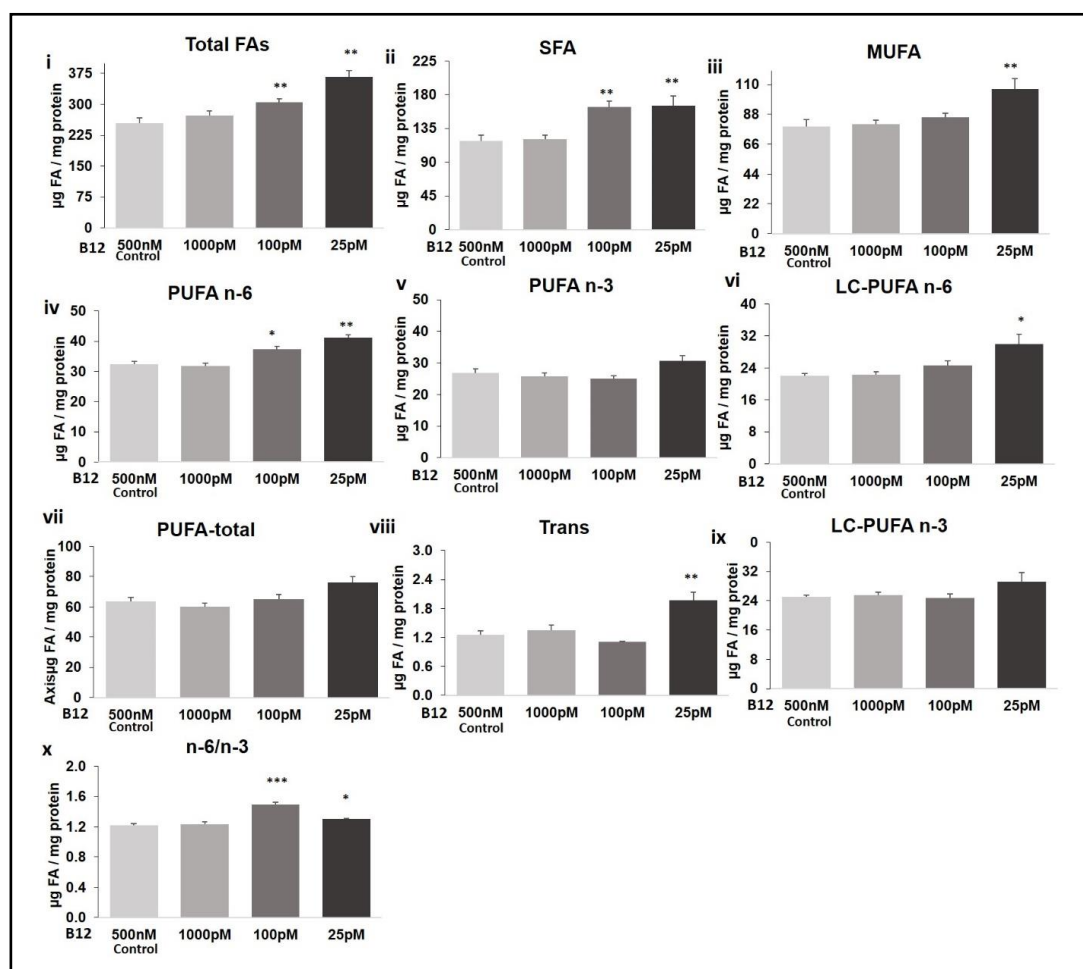 i
Total FAs
µg FA / mg protein
375
300
225
150
75
0
**
**
B12 500nM Control 1000pM 100pM 25pM
ii
SFA
µg FA / mg protein
225
180
135
90
45
0
**
**
B12 500nM Control 1000pM 100pM 25pM
iii
MUFA
µg FA / mg protein
110
88
66
44
22
0
**
B12 500nM Control 1000pM 100pM 25pM
iv
PUFA n-6
µg FA / mg protein
50
40
30
20
10
0
*
**
B12 500nM Control 1000pM 100pM 25pM
v
PUFA n-3
µg FA / mg protein
50
40
30
20
10
0
B12 500nM Control 1000pM 100pM 25pM
vi
LC-PUFA n-6
µg FA / mg protein
40
32
24
16
60
*
B12 500nM Control 1000pM 100pM 25pM
vii
PUFA-total
Axisµg FA / mg protein
100
80
60
40
20
0
B12 500nM Control 1000pM 100pM 25pM
viii
Trans
µg FA / mg protein
3.0
2.4
1.8
1.2
0.6
0.0
**
B12 500nM Control 1000pM 100pM 25pM
ix
LC-PUFA n-3
µg FA / mg protei
0
32
24
16
8
0
B12 500nM Control 1000pM 100pM 25pM
x
n-6/n-3
µg FA / mg protein
2.0
1.6
1.2
0.8
0.4
0.0
***
*
B12 500nM Control 1000pM 100pM 25pM